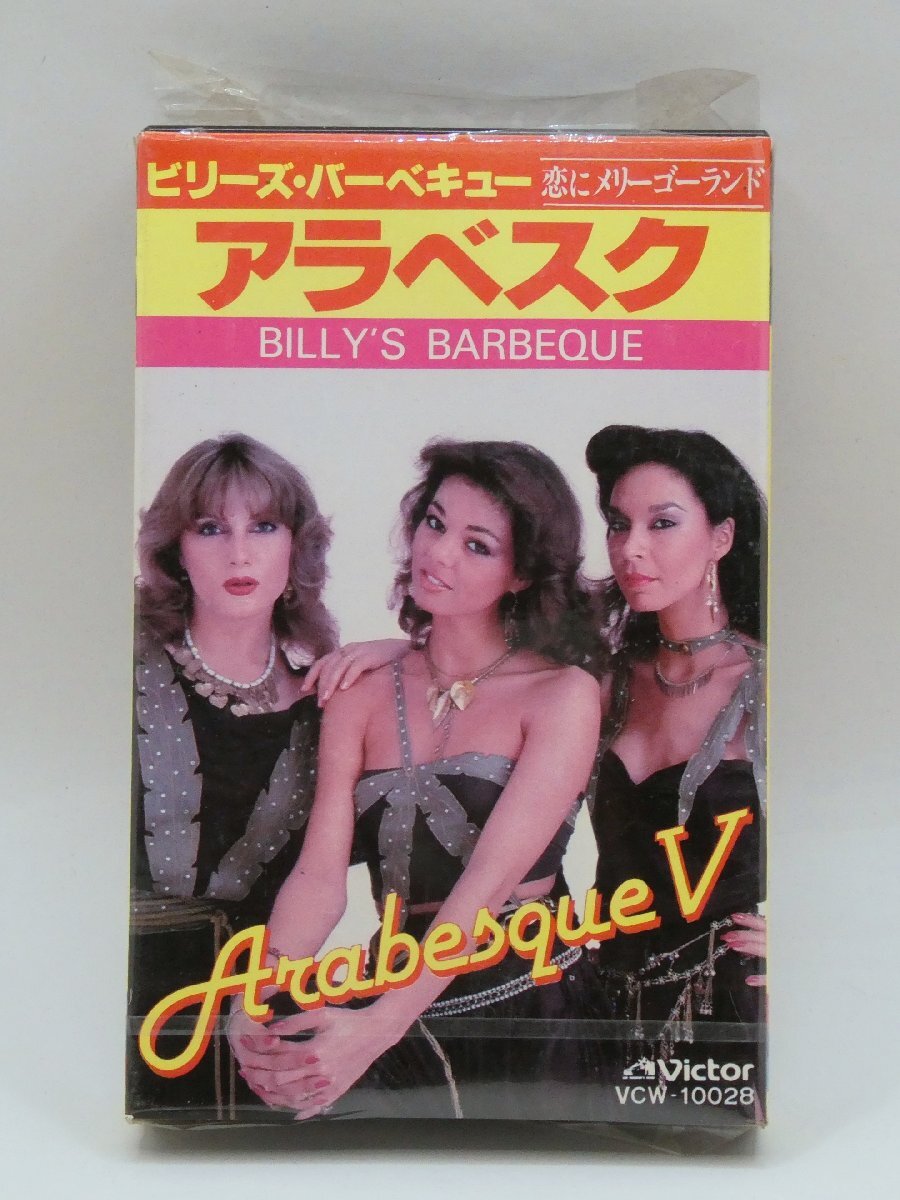 ビリーズ・バーベキュー 恋にメリーゴーランド
アラベスク
BILLY'S BARBEQUE
Arabesque V
Victor
VCW-10028